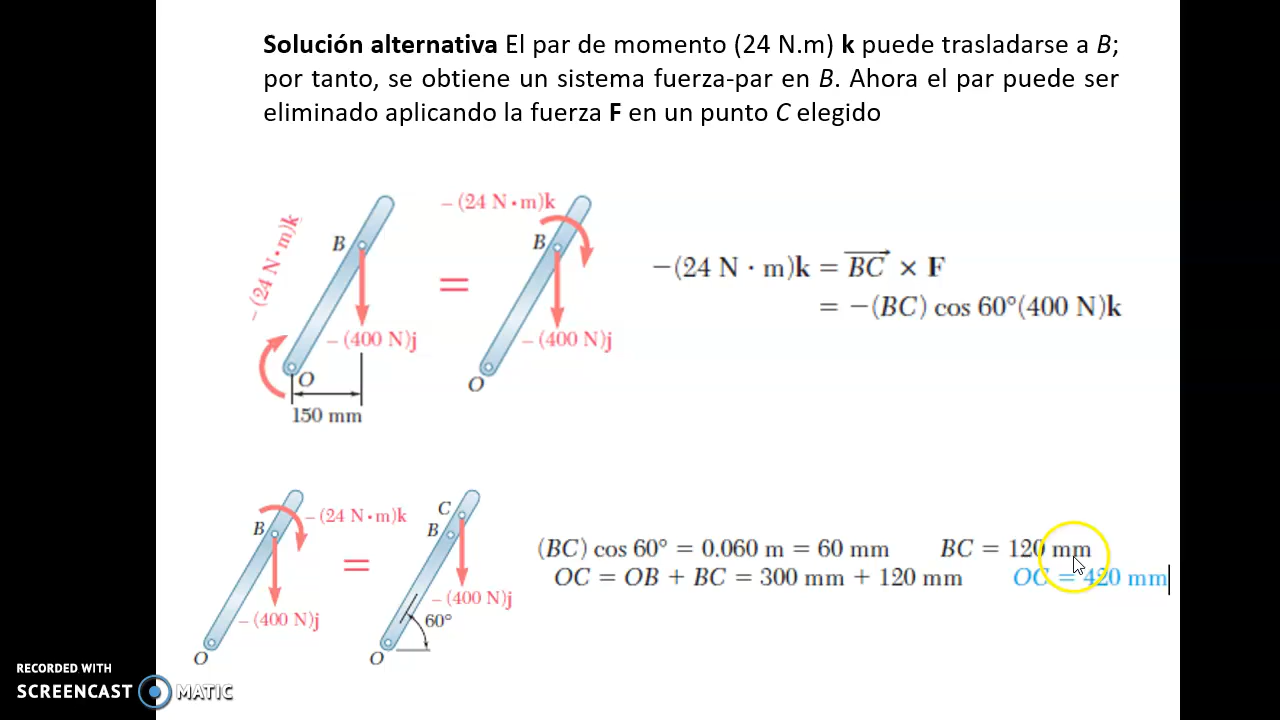 Solución alternativa El par de momento (24 N.m) k puede trasladarse a B;
por tanto, se obtiene un sistema fuerza-par en B. Ahora el par puede ser
eliminado aplicando la fuerza F en un punto C elegido
– (24 N·m)k
B
– (400 N)j
O
150 mm
=
– (24 N·m)k
B
– (400 N)j
O
–(24 N · m)k = BC × F
= –(BC) cos 60°(400 N)k
B
– (24 N·m)k
– (400 N)j
O
=
C
B
– (400 N)j
60°
O
(BC) cos 60° = 0.060 m = 60 mm BC = 120 mm
OC = OB + BC = 300 mm + 120 mm OC = 420 mm
RECORDED WITH
SCREENCAST MATIC